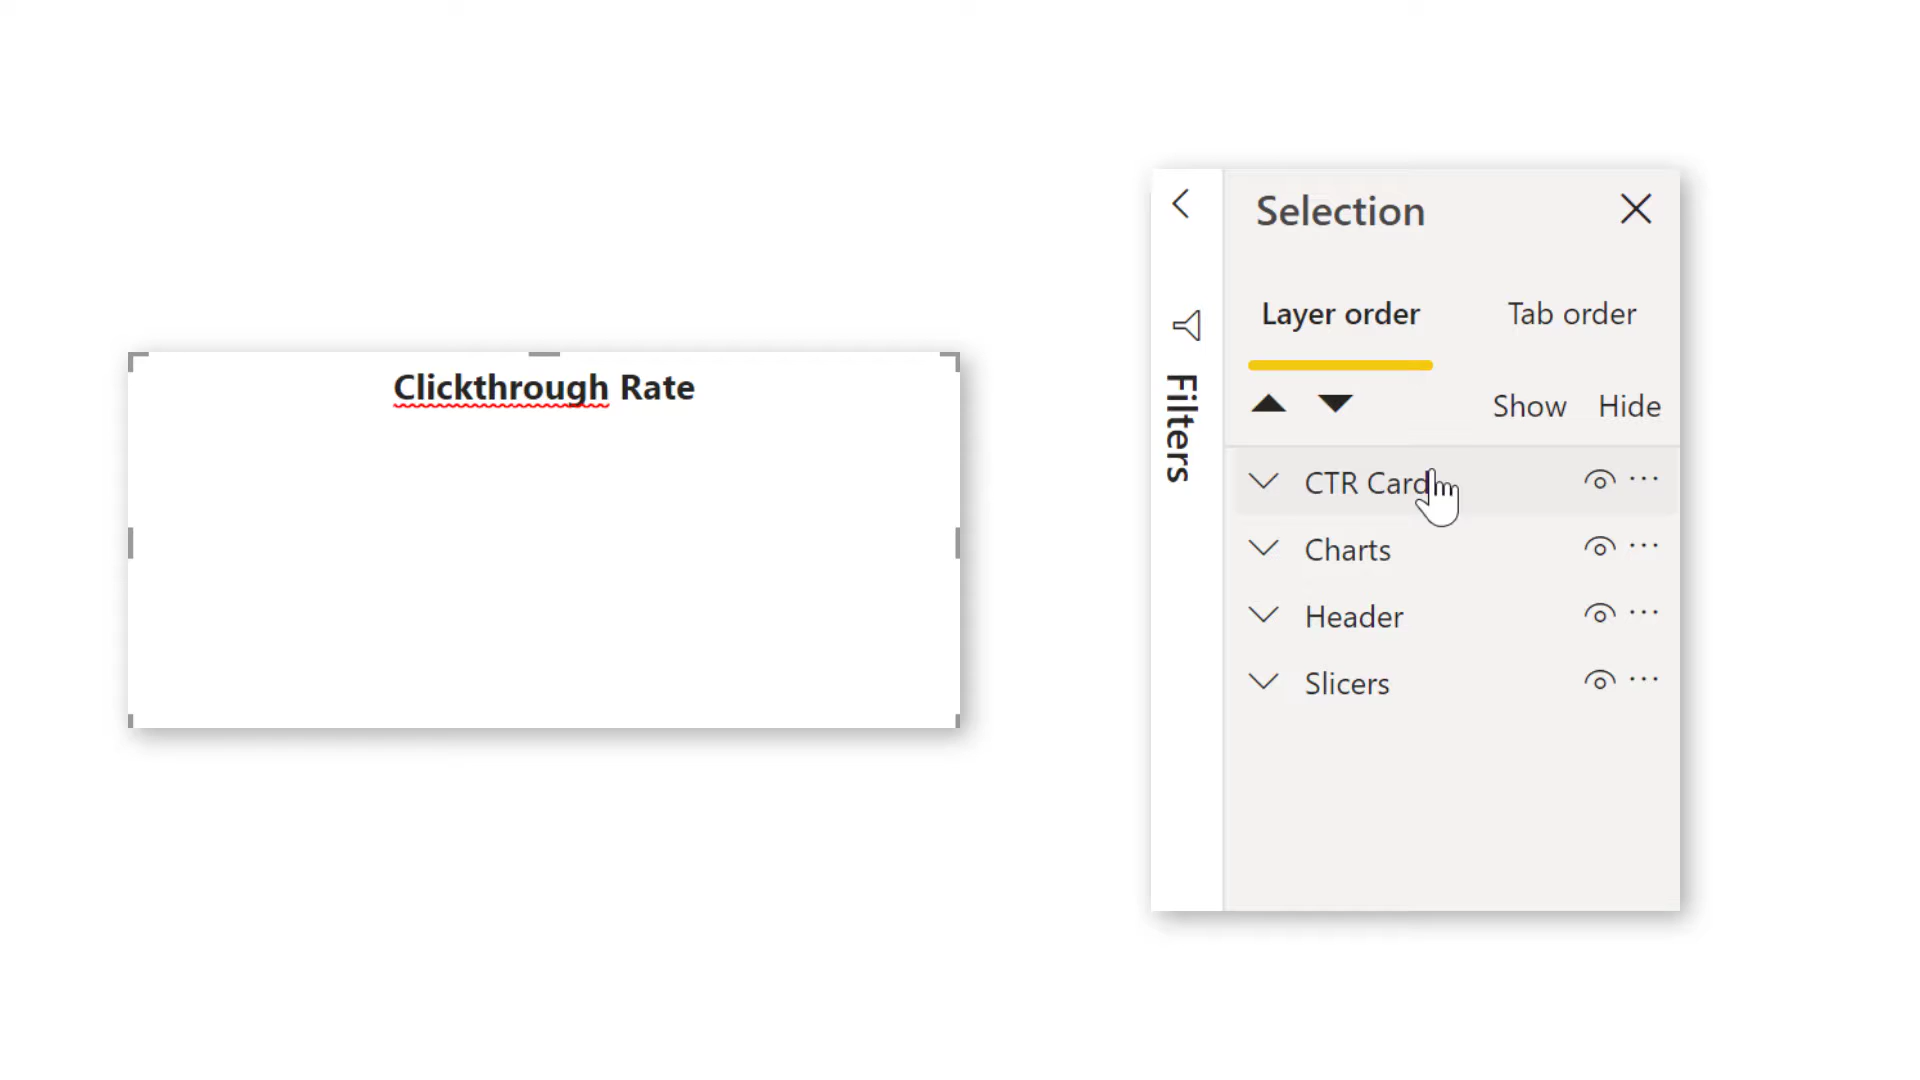 Clickthrough Rate
Selection
Layer order
Tab order
Show
Hide
Filters
CTR Card
Charts
Header
Slicers